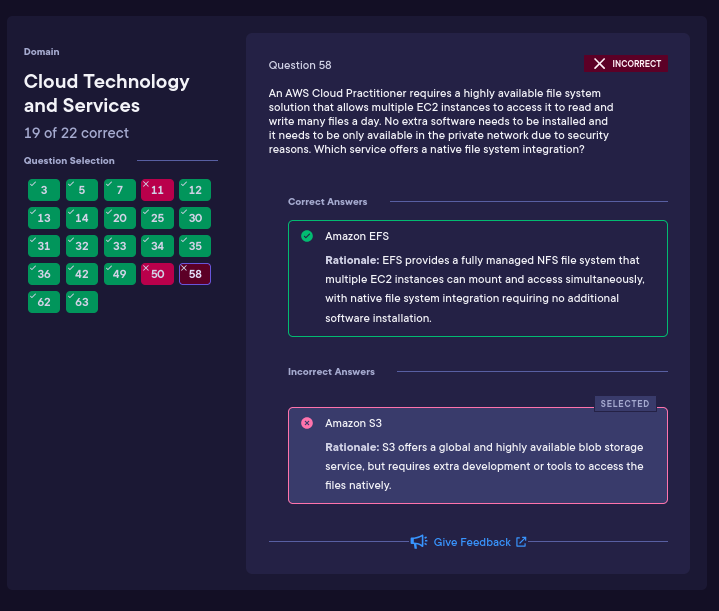 Domain
Cloud Technology
and Services
19 of 22 correct
Question Selection
3 5 7 11 12
13 14 20 25 30
31 32 33 34 35
36 42 49 50 58
62 63
Question 58
INCORRECT
An AWS Cloud Practitioner requires a highly available file system
solution that allows multiple EC2 instances to access it to read and
write many files a day. No extra software needs to be installed and
it needs to be only available in the private network due to security
reasons. Which service offers a native file system integration?
Correct Answers
Amazon EFS
Rationale: EFS provides a fully managed NFS file system that
multiple EC2 instances can mount and access simultaneously,
with native file system integration requiring no additional
software installation.
Incorrect Answers
SELECTED
Amazon S3
Rationale: S3 offers a global and highly available blob storage
service, but requires extra development or tools to access the
files natively.
Give Feedback